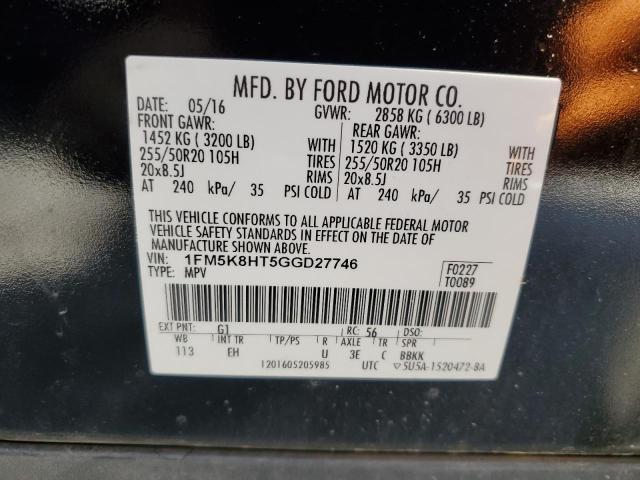 MFD. BY FORD MOTOR CO.
DATE: 05/16 GVWR: 2858 KG ( 6300 LB)
FRONT GAWR: REAR GAWR:
1452 KG ( 3200 LB) WITH 1520 KG ( 3350 LB) WITH
255/50R20 105H TIRES 255/50R20 105H TIRES
20x8.5J RIMS 20x8.5J RIMS
AT 240 kPa/ 35 PSI COLD AT 240 kPa/ 35 PSI COLD
THIS VEHICLE CONFORMS TO ALL APPLICABLE FEDERAL MOTOR
VEHICLE SAFETY STANDARDS IN EFFECT ON THE DATE OF
MANUFACTURE SHOWN ABOVE.
VIN: 1FM5K8HT5GGD27746 F0227
TYPE: MPV T0089
EXT PNT: G1 RC: 56 DSO:
WB INT TR TP/PS R AXLE TR SPR
113 EH U 3E C BBKK
1201605205985 UTC ▽5U5A-1520472-BA